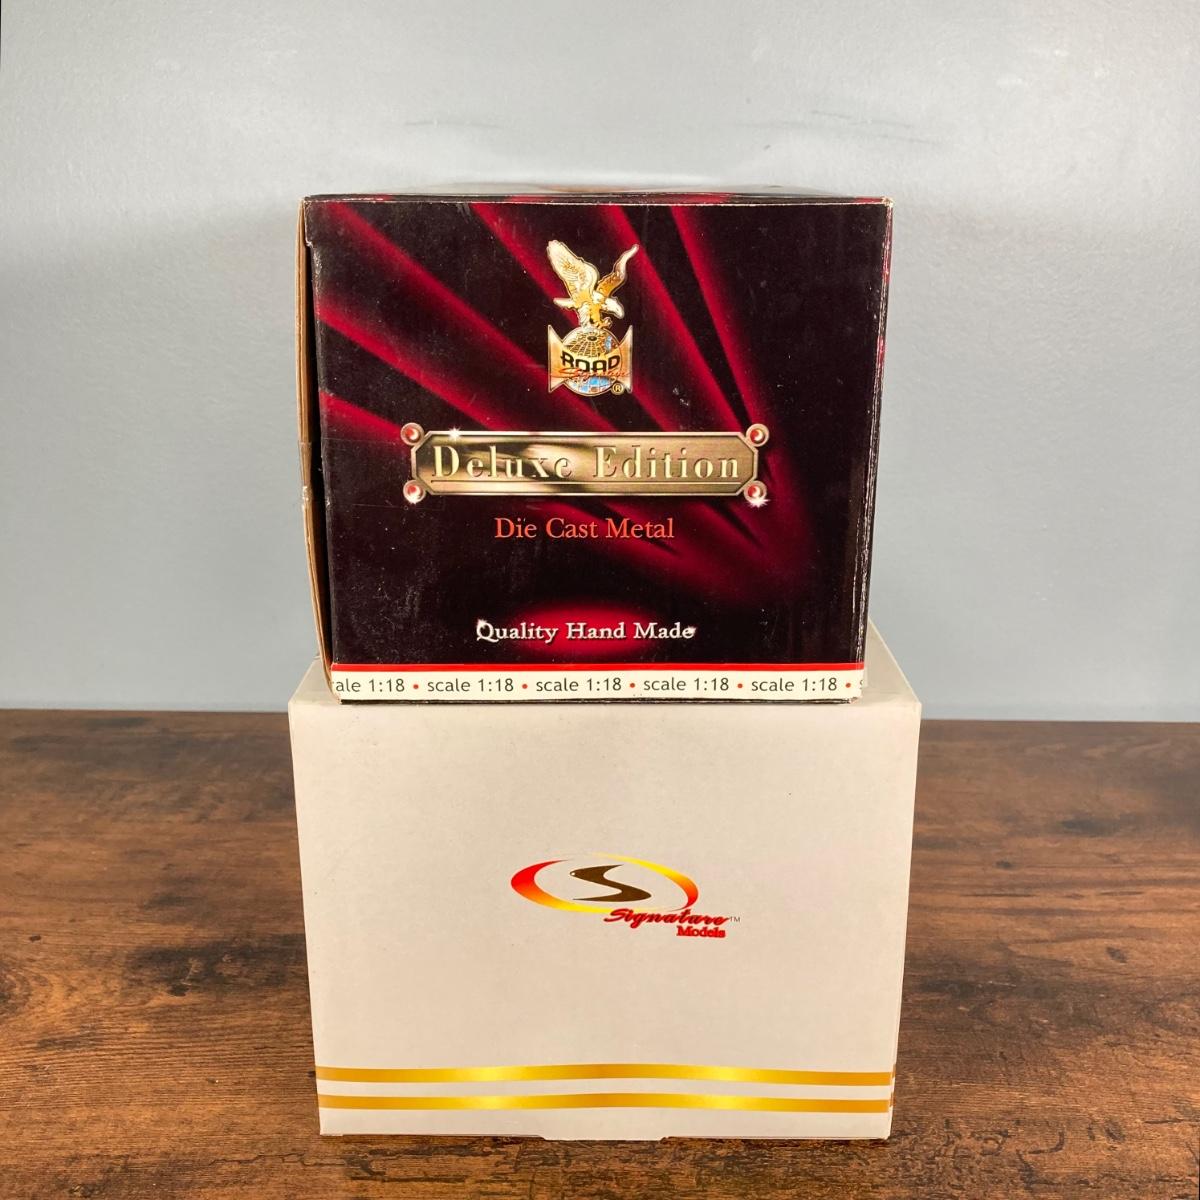 ROAD
Signature
®
Deluxe Edition
Die Cast Metal
Quality Hand Made
ale 1:18 • scale 1:18 • scale 1:18 • scale 1:18 • scale 1:18 • s
S
Signature™
Models